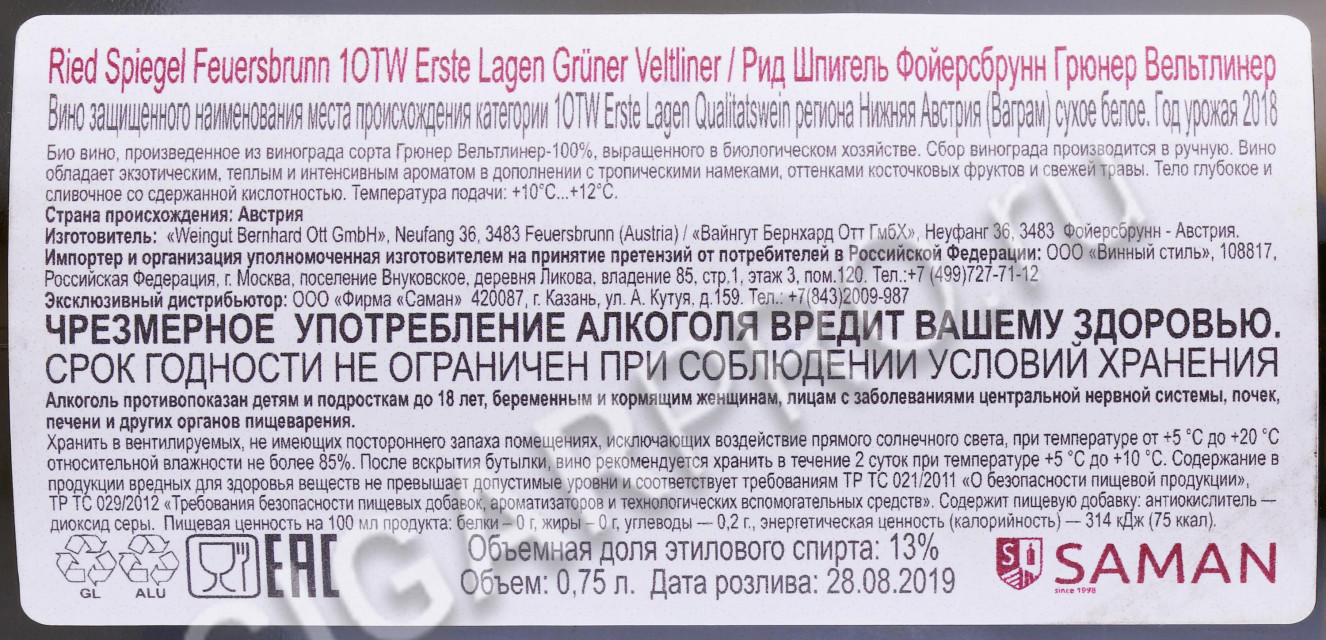 Ried Spiegel Feuersbrunn 1OTW Erste Lagen Grüner Veltliner / Рид Шпигель Фойерсбрунн Грюнер Вельтлинер
Вино защищенного наименования места происхождения категории 1OTW Erste Lagen Qualitatswein региона Нижняя Австрия (Ваграм) сухое белое. Год урожая 2018
Био вино, произведенное из винограда сорта Грюнер Вельтлинер-100%, выращенного в биологическом хозяйстве. Сбор винограда производится в ручную. Вино
обладает экзотическим, теплым и интенсивным ароматом в дополнении с тропическими намеками, оттенками косточковых фруктов и свежей травы. Тело глубокое и
сливочное со сдержанной кислотностью. Температура подачи: +10°C...+12°C.
Страна происхождения: Австрия
Изготовитель: «Weingut Bernhard Ott GmbH», Neufang 36, 3483 Feuersbrunn (Austria) / «Вайнгут Бернхард Отт ГмбХ», Неуфанг 36, 3483 Фойерсбрунн - Австрия.
Импортер и организация уполномоченная изготовителем на принятие претензий от потребителей в Российской Федерации: ООО «Винный стиль», 108817,
Российская Федерация, г. Москва, поселение Внуковское, деревня Ликова, владение 85, стр.1, этаж 3, пом.120. Тел.:+7 (499)727-71-12
Эксклюзивный дистрибьютор: ООО «Фирма «Саман» 420087, г. Казань, ул. А. Кутуя, д.159. Тел.: +7(843)2009-987
ЧРЕЗМЕРНОЕ УПОТРЕБЛЕНИЕ АЛКОГОЛЯ ВРЕДИТ ВАШЕМУ ЗДОРОВЬЮ.
СРОК ГОДНОСТИ НЕ ОГРАНИЧЕН ПРИ СОБЛЮДЕНИИ УСЛОВИЙ ХРАНЕНИЯ
Алкоголь противопоказан детям и подросткам до 18 лет, беременным и кормящим женщинам, лицам с заболеваниями центральной нервной системы, почек,
печени и других органов пищеварения.
Хранить в вентилируемых, не имеющих постороннего запаха помещениях, исключающих воздействие прямого солнечного света, при температуре от +5 °C до +20 °C
относительной влажности не более 85%. После вскрытия бутылки, вино рекомендуется хранить в течение 2 суток при температуре +5 °C до +10 °C. Содержание в
продукции вредных для здоровья веществ не превышает допустимые уровни и соответствует требованиям ТР ТС 021/2011 «О безопасности пищевой продукции»,
ТР ТС 029/2012 «Требования безопасности пищевых добавок, ароматизаторов и технологических вспомогательных средств». Содержит пищевую добавку: антиокислитель —
диоксид серы. Пищевая ценность на 100 мл продукта: белки – 0 г, жиры – 0 г, углеводы — 0,2 г., энергетическая ценность (калорийность) — 314 кДж (75 ккал).
GL ALU EAC
Объемная доля этилового спирта: 13%
Объем: 0,75 л. Дата розлива: 28.08.2019
SAMAN
since 1998
CIGARPRO.ru